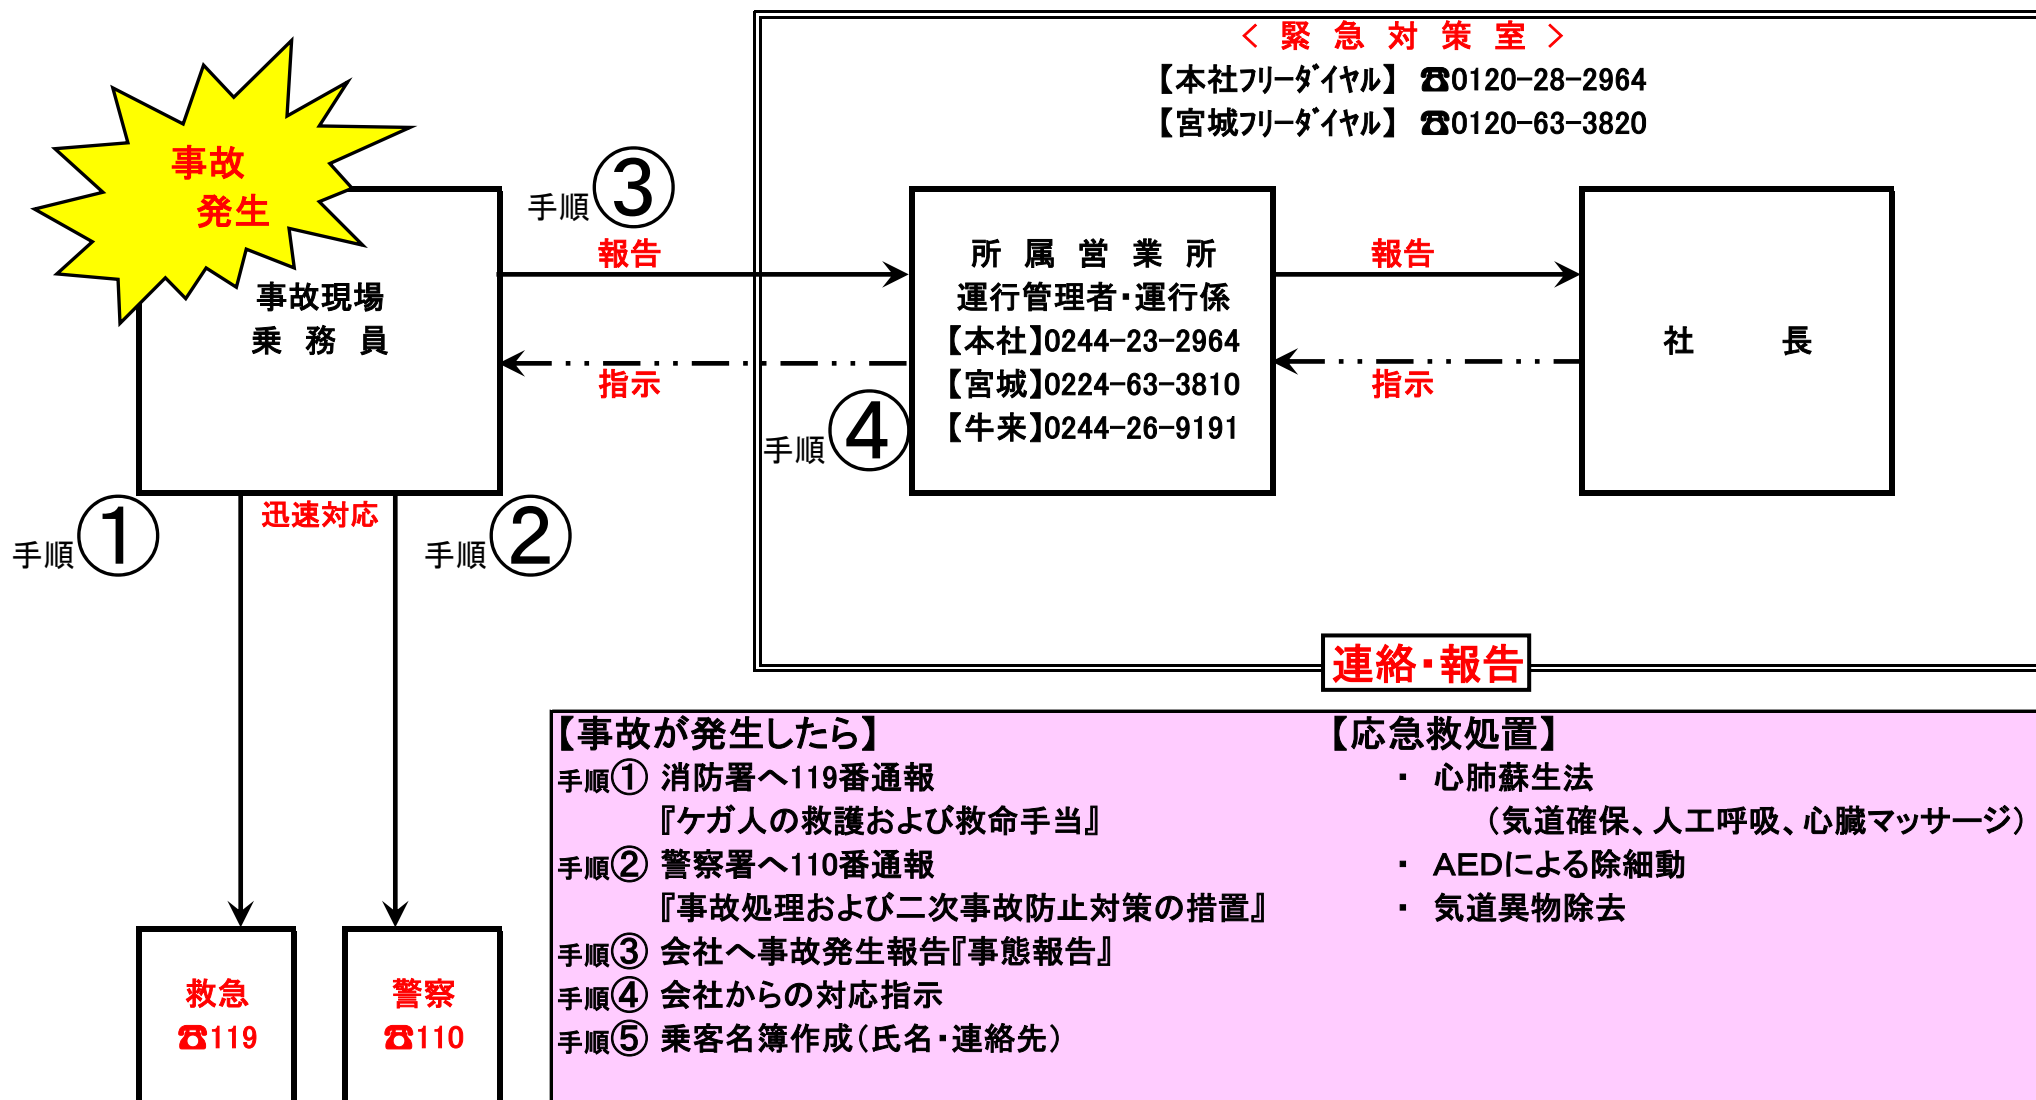 ＜ 緊 急 対 策 室 ＞
【本社フリーダイヤル】 ☎0120-28-2964
【宮城フリーダイヤル】 ☎0120-63-3820
事故
発生
手順③
報告
事故現場
乗 務 員
所 属 営 業 所
運行管理者・運行係
【本社】0244-23-2964
【宮城】0224-63-3810
【牛来】0244-26-9191
報告
社 長
指示
指示
手順④
手順①
迅速対応
手順②
連絡・報告
【事故が発生したら】
手順① 消防署へ119番通報
『ケガ人の救護および救命手当』
手順② 警察署へ110番通報
『事故処理および二次事故防止対策の措置』
手順③ 会社へ事故発生報告『事態報告』
手順④ 会社からの対応指示
手順⑤ 乗客名簿作成（氏名・連絡先）
【応急救処置】
・ 心肺蘇生法
（気道確保、人工呼吸、心臓マッサージ）
・ AEDによる除細動
・ 気道異物除去
救急
☎119
警察
☎110